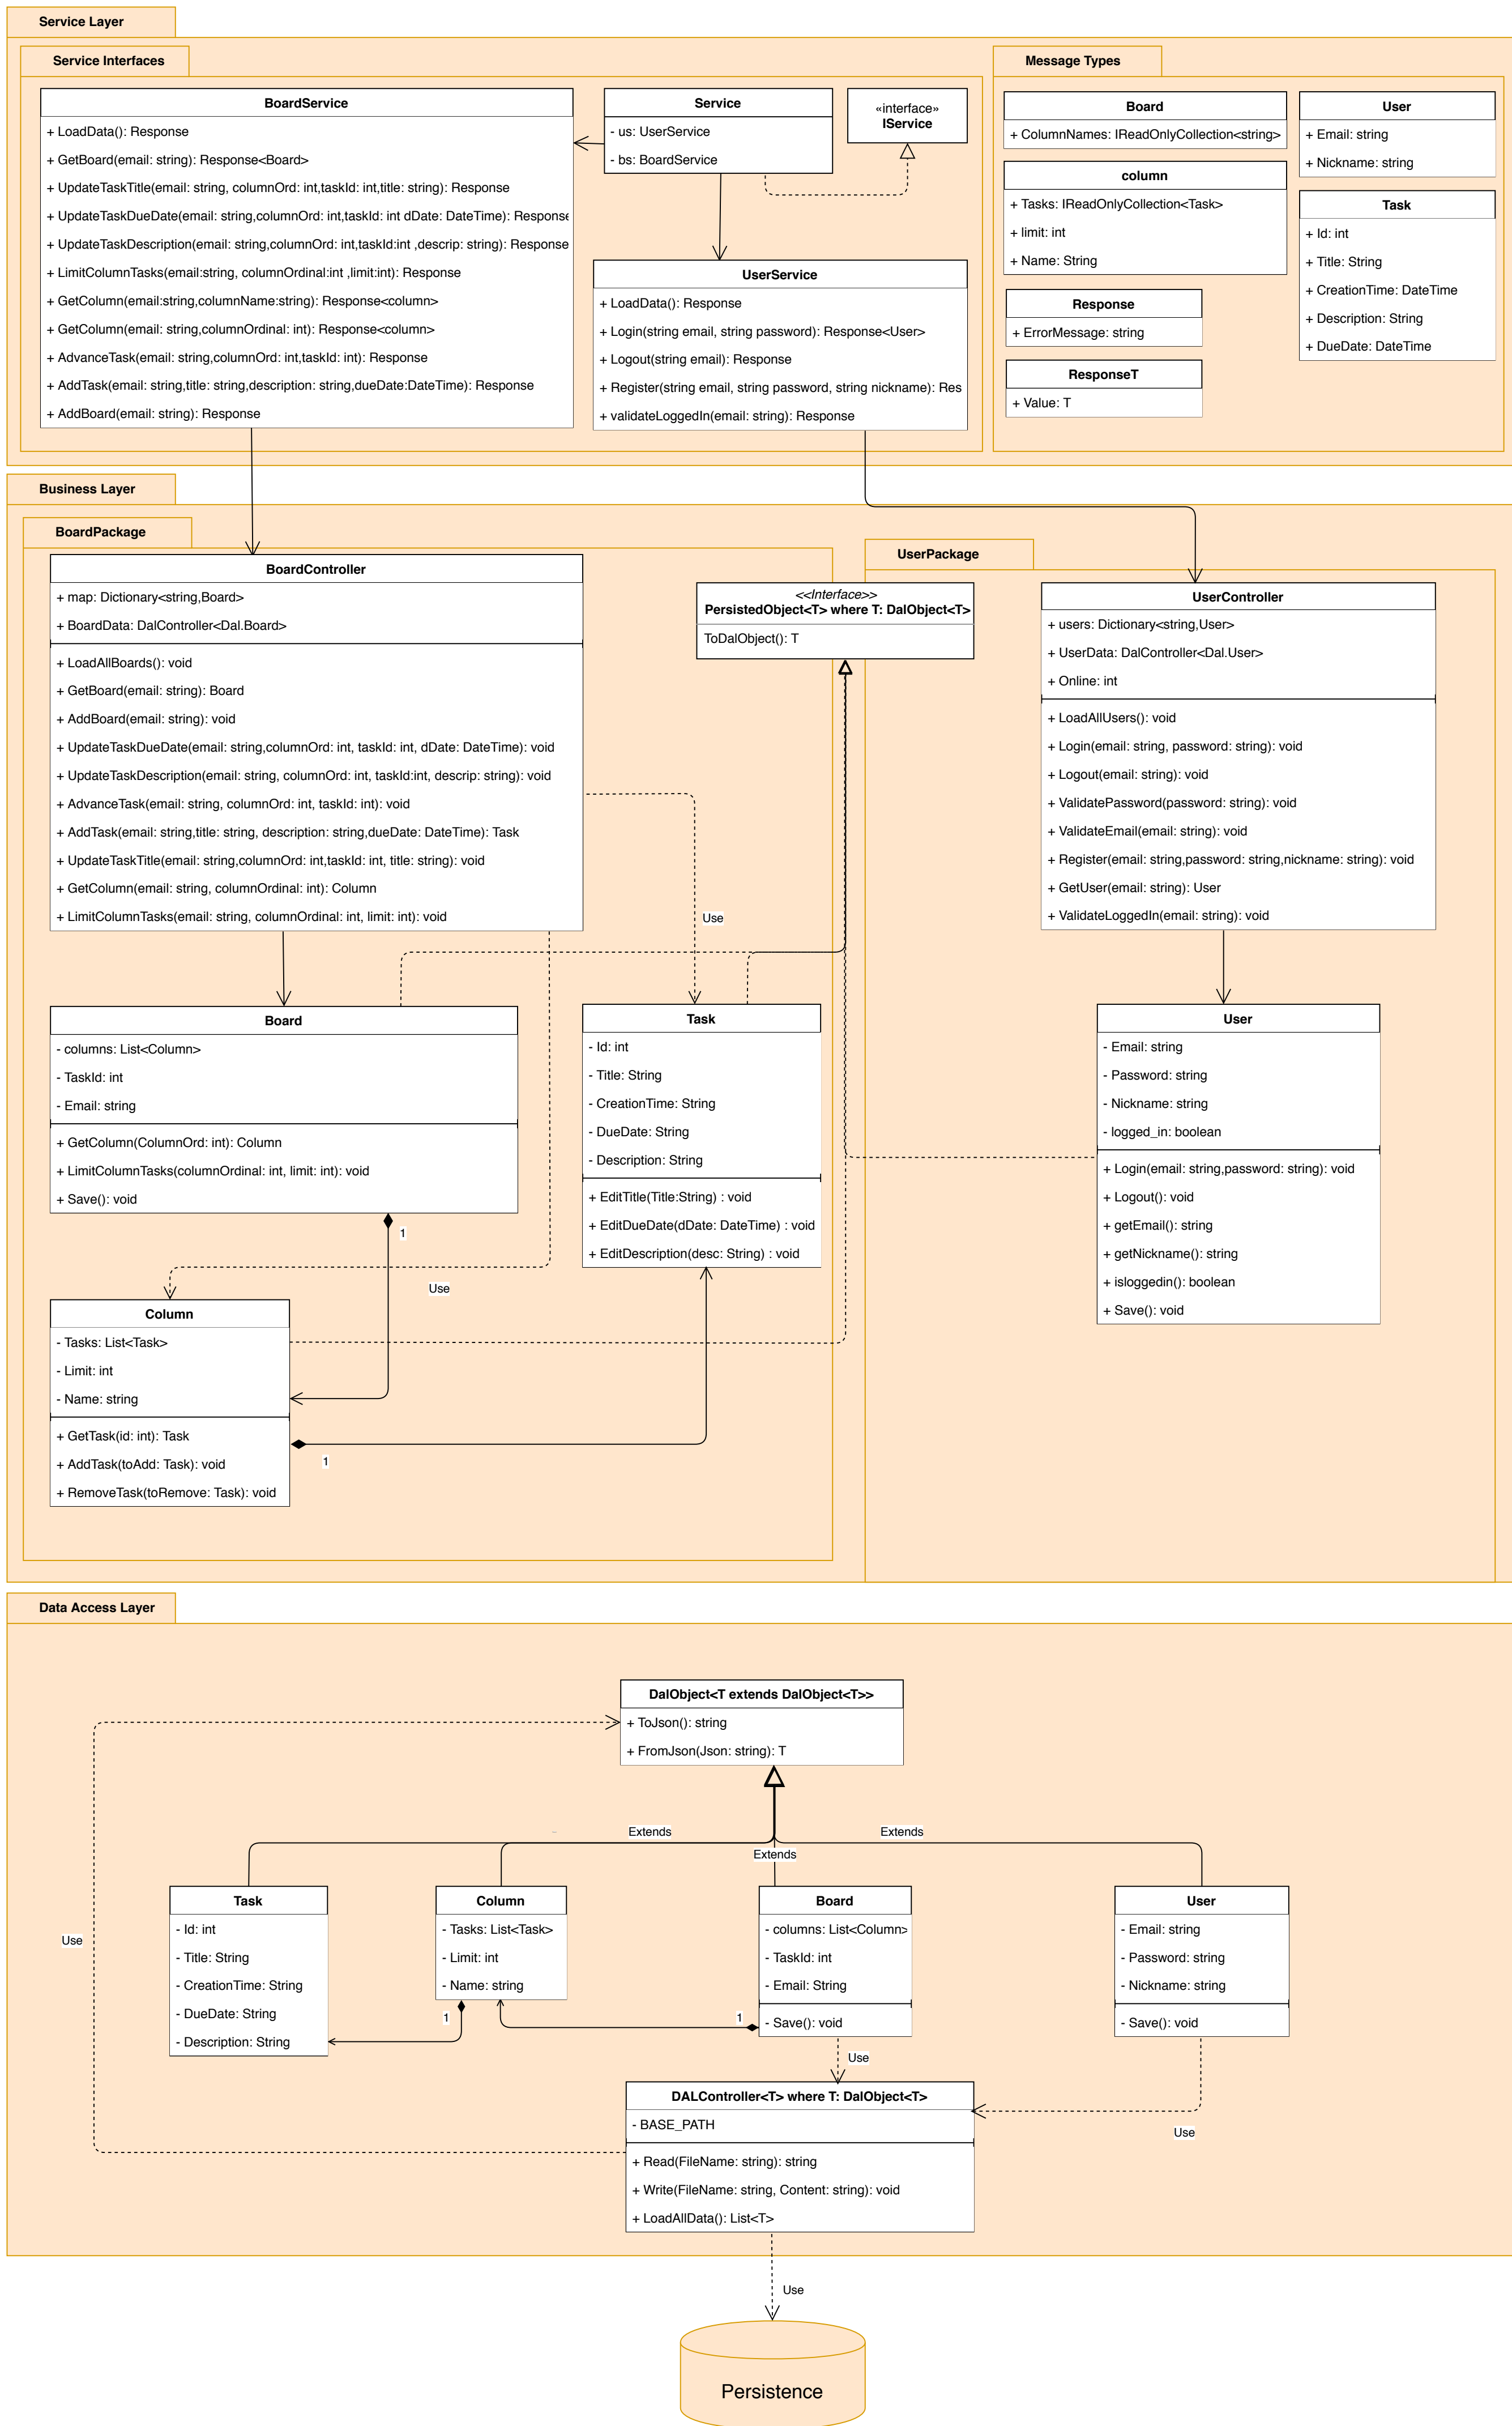 Service Layer
Service Interfaces
BoardService
+ LoadData(): Response
+ GetBoard(email: string): Response<Board>
+ UpdateTaskTitle(email: string, columnOrd: int,taskId: int,title: string): Response
+ UpdateTaskDueDate(email: string,columnOrd: int,taskId: int dDate: DateTime): Response
+ UpdateTaskDescription(email: string,columnOrd: int,taskId:int ,descrip: string): Response
+ LimitColumnTasks(email:string, columnOrdinal:int ,limit:int): Response
+ GetColumn(email:string,columnName:string): Response<column>
+ GetColumn(email: string,columnOrdinal: int): Response<column>
+ AdvanceTask(email: string,columnOrd: int,taskId: int): Response
+ AddTask(email: string,title: string,description: string,dueDate:DateTime): Response
+ AddBoard(email: string): Response
Service
- us: UserService
- bs: BoardService
«interface»
IService
UserService
+ LoadData(): Response
+ Login(string email, string password): Response<User>
+ Logout(string email): Response
+ Register(string email, string password, string nickname): Res
+ validateLoggedIn(email: string): Response
Message Types
Board
+ ColumnNames: IReadOnlyCollection<string>
column
+ Tasks: IReadOnlyCollection<Task>
+ limit: int
+ Name: String
Response
+ ErrorMessage: string
ResponseT
+ Value: T
User
+ Email: string
+ Nickname: string
Task
+ Id: int
+ Title: String
+ CreationTime: DateTime
+ Description: String
+ DueDate: DateTime
Business Layer
BoardPackage
BoardController
+ map: Dictionary<string,Board>
+ BoardData: DalController<Dal.Board>
+ LoadAllBoards(): void
+ GetBoard(email: string): Board
+ AddBoard(email: string): void
+ UpdateTaskDueDate(email: string,columnOrd: int, taskId: int, dDate: DateTime): void
+ UpdateTaskDescription(email: string, columnOrd: int, taskId:int, descrip: string): void
+ AdvanceTask(email: string, columnOrd: int, taskId: int): void
+ AddTask(email: string,title: string, description: string,dueDate: DateTime): Task
+ UpdateTaskTitle(email: string,columnOrd: int,taskId: int, title: string): void
+ GetColumn(email: string, columnOrdinal: int): Column
+ LimitColumnTasks(email: string, columnOrdinal: int, limit: int): void
<<Interface>>
PersistedObject<T> where T: DalObject<T>
ToDalObject(): T
Use
Board
- columns: List<Column>
- TaskId: int
- Email: string
+ GetColumn(ColumnOrd: int): Column
+ LimitColumnTasks(columnOrdinal: int, limit: int): void
+ Save(): void
1
Use
Task
- Id: int
- Title: String
- CreationTime: String
- DueDate: String
- Description: String
+ EditTitle(Title:String) : void
+ EditDueDate(dDate: DateTime) : void
+ EditDescription(desc: String) : void
Column
- Tasks: List<Task>
- Limit: int
- Name: string
+ GetTask(id: int): Task
+ AddTask(toAdd: Task): void
+ RemoveTask(toRemove: Task): void
1
UserPackage
UserController
+ users: Dictionary<string,User>
+ UserData: DalController<Dal.User>
+ Online: int
+ LoadAllUsers(): void
+ Login(email: string, password: string): void
+ Logout(email: string): void
+ ValidatePassword(password: string): void
+ ValidateEmail(email: string): void
+ Register(email: string,password: string,nickname: string): void
+ GetUser(email: string): User
+ ValidateLoggedIn(email: string): void
User
- Email: string
- Password: string
- Nickname: string
- logged_in: boolean
+ Login(email: string,password: string): void
+ Logout(): void
+ getEmail(): string
+ getNickname(): string
+ isloggedin(): boolean
+ Save(): void
Data Access Layer
DalObject<T extends DalObject<T>>
+ ToJson(): string
+ FromJson(Json: string): T
Extends
Extends
Extends
Use
Task
- Id: int
- Title: String
- CreationTime: String
- DueDate: String
- Description: String
Column
- Tasks: List<Task>
- Limit: int
- Name: string
1
Board
- columns: List<Column>
- TaskId: int
- Email: String
- Save(): void
1
Use
User
- Email: string
- Password: string
- Nickname: string
- Save(): void
Use
DALController<T> where T: DalObject<T>
- BASE_PATH
+ Read(FileName: string): string
+ Write(FileName: string, Content: string): void
+ LoadAllData(): List<T>
Use
Persistence